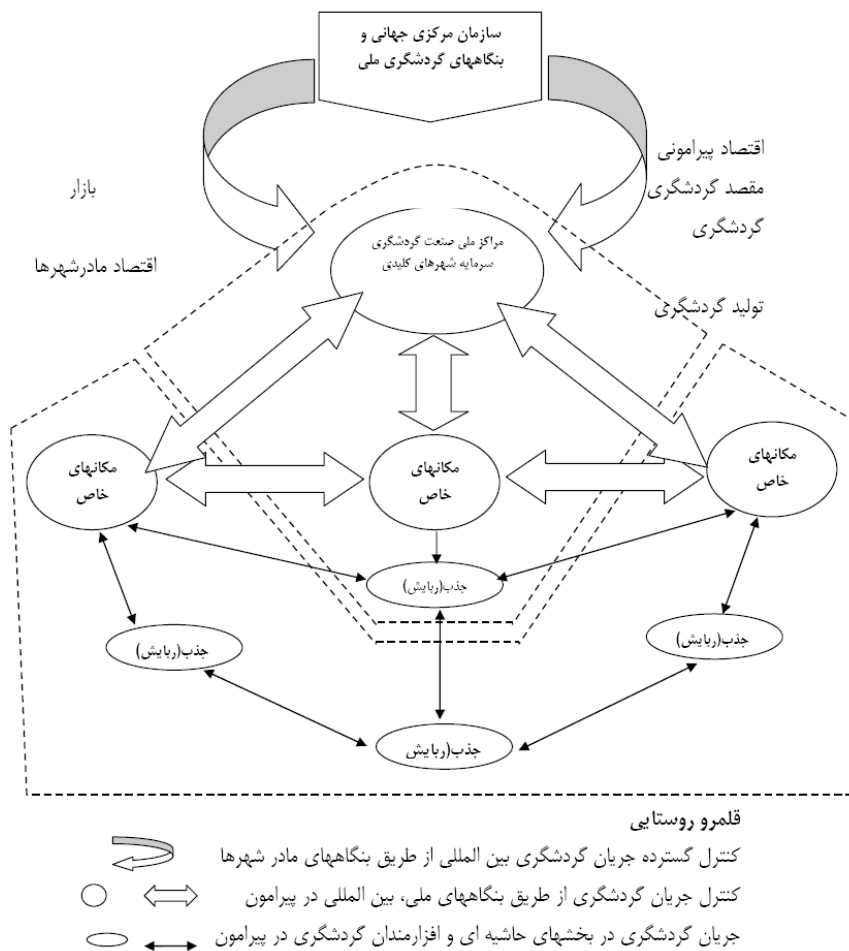 سازمان مرکزی جهانی و
بنگاههای گردشگری ملی
اقتصاد پیرامونی
مقصد گردشگری
گردشگری
بازار
مراکز ملی صنعت گردشگری
سرمایه شهرهای کلیدی
اقتصاد مادرشهرها
تولید گردشگری
مکانهای
خاص
مکانهای
خاص
مکانهای
خاص
جذب(ربایش)
جذب(ربایش)
جذب(ربایش)
جذب(ربایش
قلمرو روستایی
کنترل گسترده جریان گردشگری بین المللی از طریق بنگاههای مادر شهرها
کنترل جریان گردشگری از طریق بنگاههای ملی، بین المللی در پیرامون
جریان گردشگری در بخشهای حاشیه ای و افزارمندان گردشگری در پیرامون